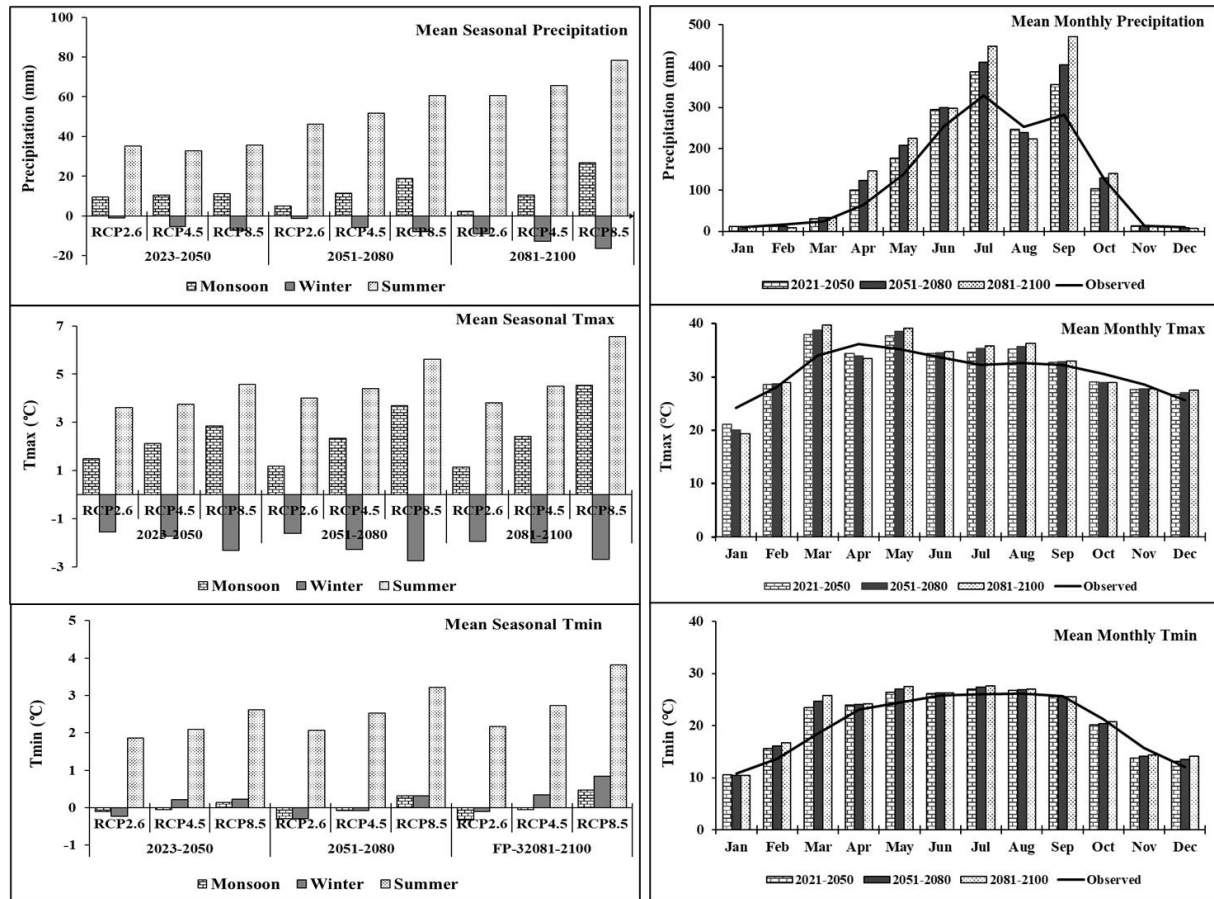 Mean Seasonal Precipitation
Precipitation (mm)
100
80
60
40
20
0
-20
RCP2.6 RCP4.5 RCP8.5 RCP2.6 RCP4.5 RCP8.5 RCP2.6 RCP4.5 RCP8.5
2023-2050 2051-2080 2081-2100
Monsoon Winter Summer
Mean Monthly Precipitation
Precipitation (mm)
500
400
300
200
100
0
Jan Feb Mar Apr May Jun Jul Aug Sep Oct Nov Dec
2021-2050 2051-2080 2081-2100 Observed
Mean Seasonal Tmax
Tmax (°C)
7
5
3
1
-1
-3
RCP2.6 RCP4.5 RCP8.5 RCP2.6 RCP4.5 RCP8.5 RCP2.6 RCP4.5 RCP8.5
2023-2050 2051-2080 2081-2100
Monsoon Winter Summer
Mean Monthly Tmax
Tmax (°C)
40
30
20
10
0
Jan Feb Mar Apr May Jun Jul Aug Sep Oct Nov Dec
2021-2050 2051-2080 2081-2100 Observed
Mean Seasonal Tmin
Tmin (°C)
5
4
3
2
1
0
-1
RCP2.6 RCP4.5 RCP8.5 RCP2.6 RCP4.5 RCP8.5 RCP2.6 RCP4.5 RCP8.5
2023-2050 2051-2080 FP-32081-2100
Monsoon Winter Summer
Mean Monthly Tmin
Tmin (°C)
40
30
20
10
0
Jan Feb Mar Apr May Jun Jul Aug Sep Oct Nov Dec
2021-2050 2051-2080 2081-2100 Observed